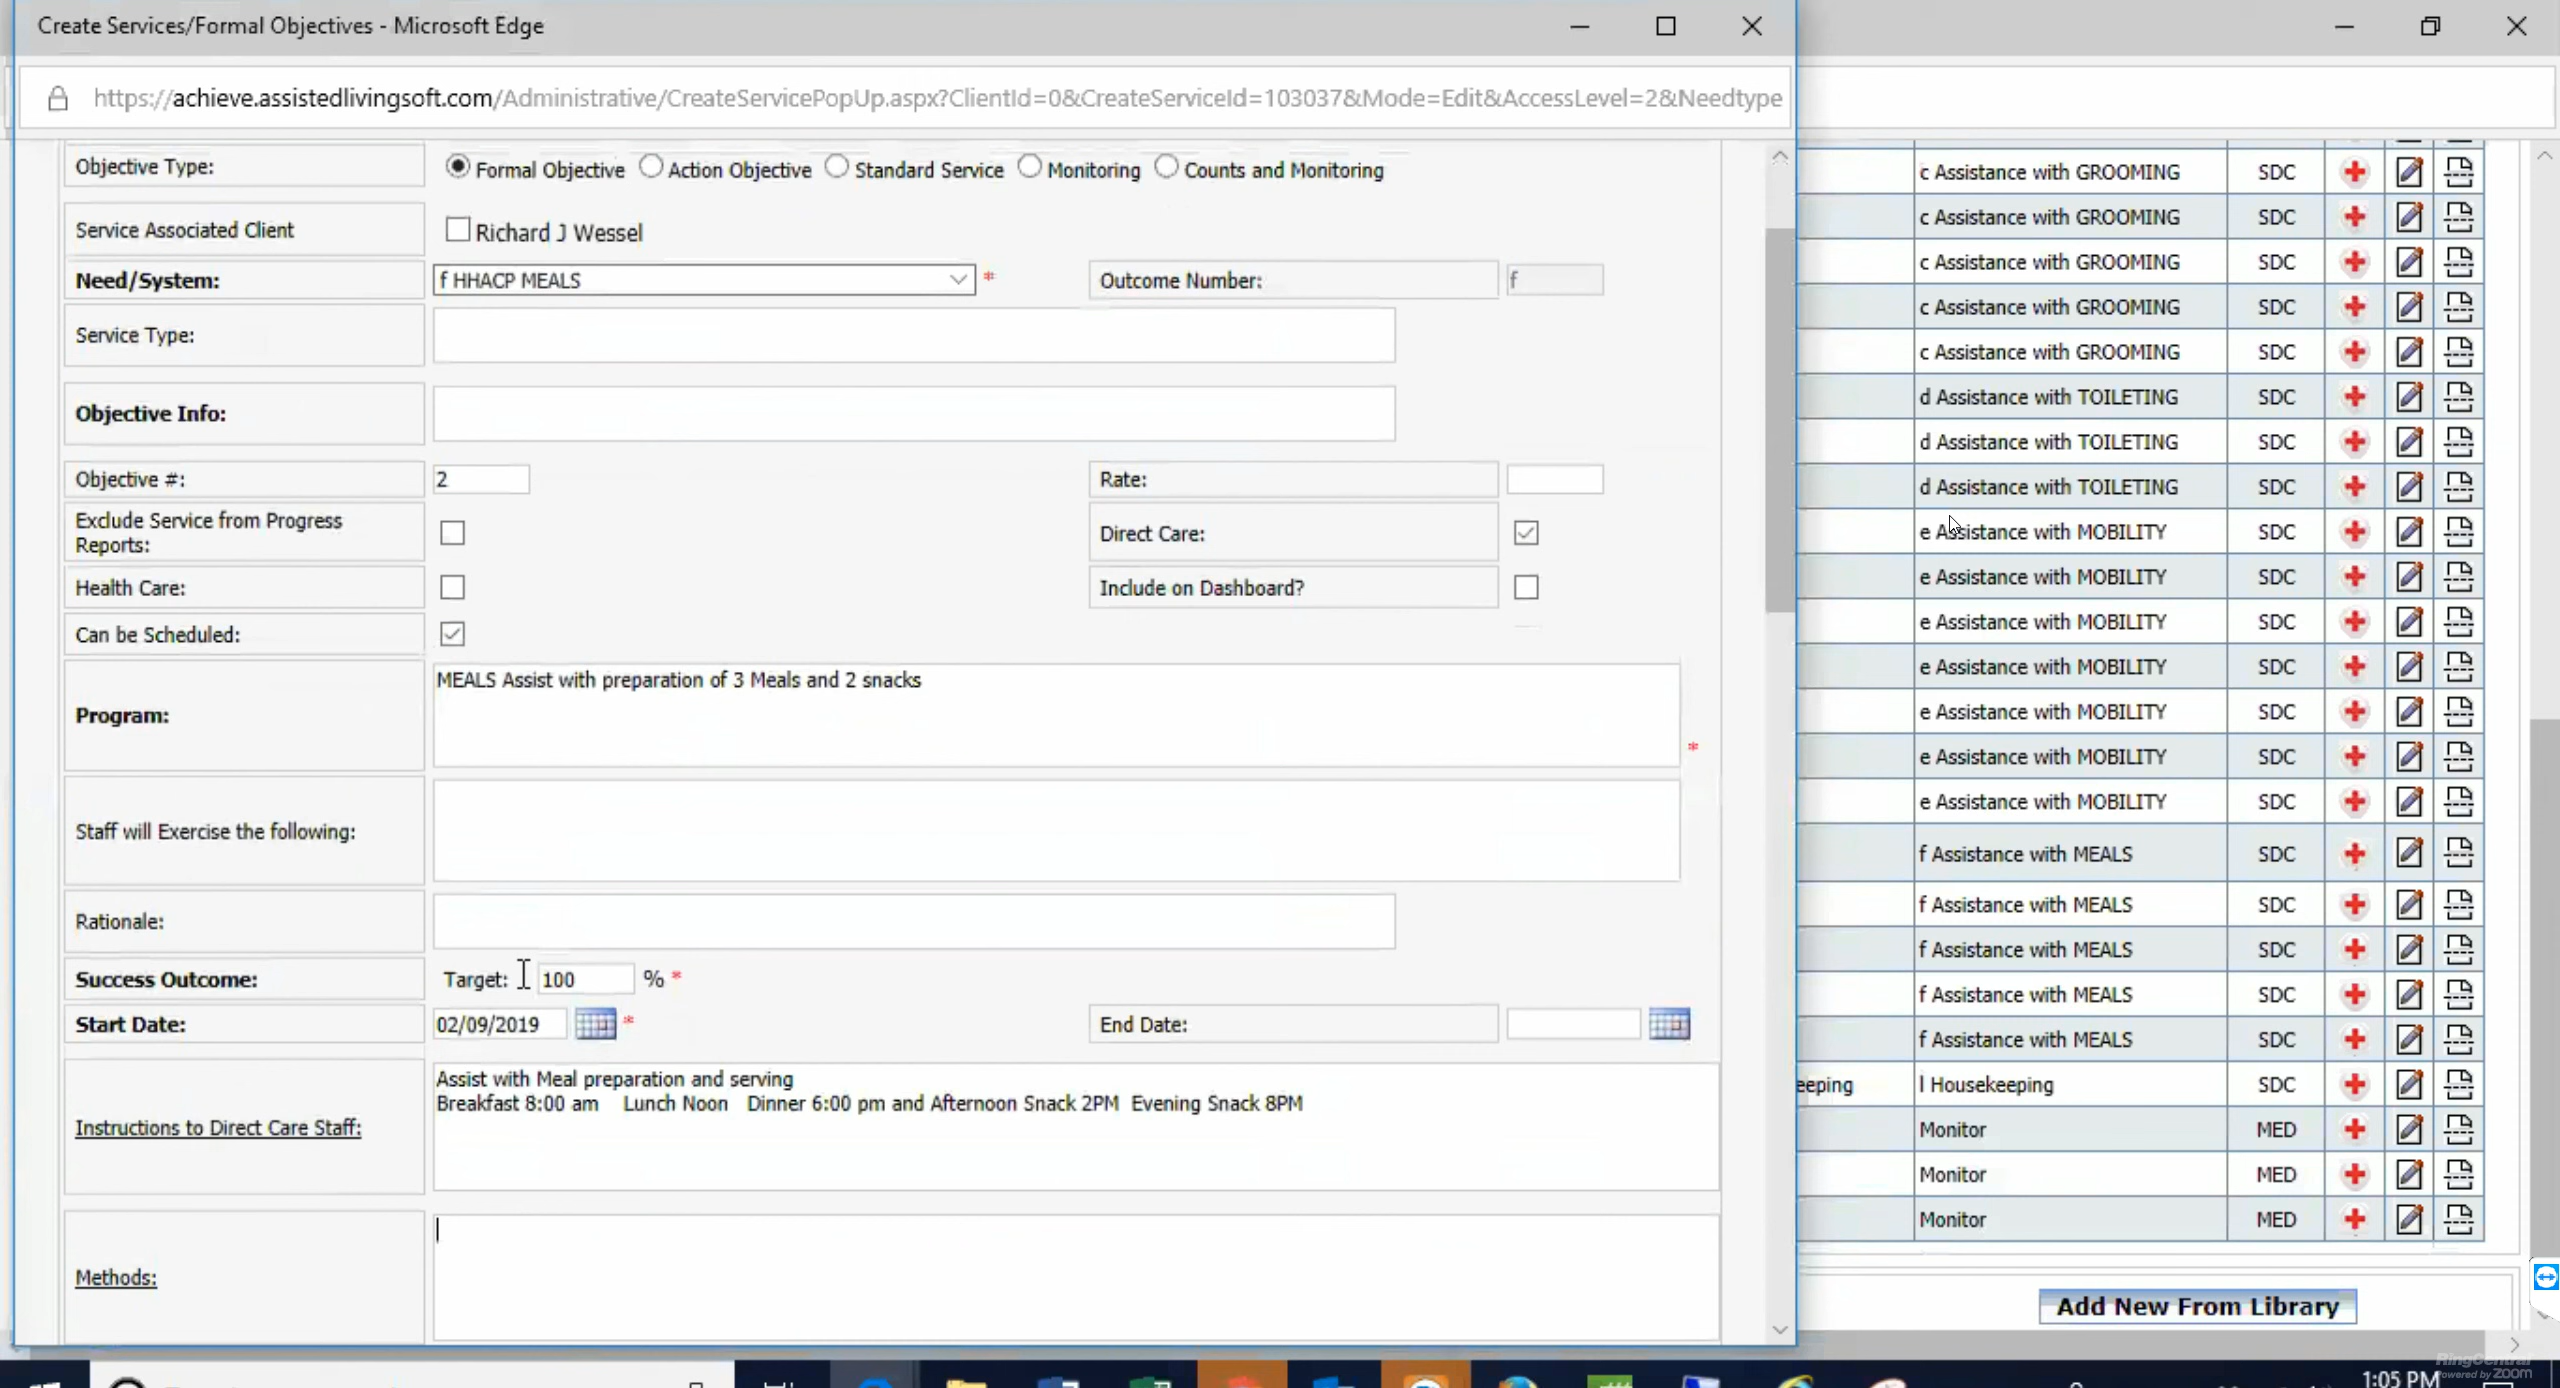 Create Services/Formal Objectives - Microsoft Edge
https://achieve.assistedlivingsoft.com/Administrative/CreateServicePopUp.aspx?ClientId=0&CreateServiceId=103037&Mode=Edit&AccessLevel=2&Needtype
Objective Type: Formal Objective Action Objective Standard Service Monitoring Counts and Monitoring
Service Associated Client Richard J Wessel
Need/System: f HHACP MEALS * Outcome Number: f
Service Type:
Objective Info:
Objective #: 2 Rate:
Exclude Service from Progress
Reports:
Direct Care:
Health Care: Include on Dashboard?
Can be Scheduled:
Program: MEALS Assist with preparation of 3 Meals and 2 snacks *
Staff will Exercise the following:
Rationale:
Success Outcome: Target: 100 % *
Start Date: 02/09/2019 * End Date:
Instructions to Direct Care Staff:
Assist with Meal preparation and serving
Breakfast 8:00 am Lunch Noon Dinner 6:00 pm and Afternoon Snack 2PM Evening Snack 8PM
Methods:
c Assistance with GROOMING SDC
c Assistance with GROOMING SDC
c Assistance with GROOMING SDC
c Assistance with GROOMING SDC
c Assistance with GROOMING SDC
d Assistance with TOILETING SDC
d Assistance with TOILETING SDC
d Assistance with TOILETING SDC
e Assistance with MOBILITY SDC
e Assistance with MOBILITY SDC
e Assistance with MOBILITY SDC
e Assistance with MOBILITY SDC
e Assistance with MOBILITY SDC
e Assistance with MOBILITY SDC
e Assistance with MOBILITY SDC
f Assistance with MEALS SDC
f Assistance with MEALS SDC
f Assistance with MEALS SDC
f Assistance with MEALS SDC
f Assistance with MEALS SDC
eeping l Housekeeping SDC
Monitor MED
Monitor MED
Monitor MED
Add New From Library
RingCentral
Powered by ZOOM
1:05 PM